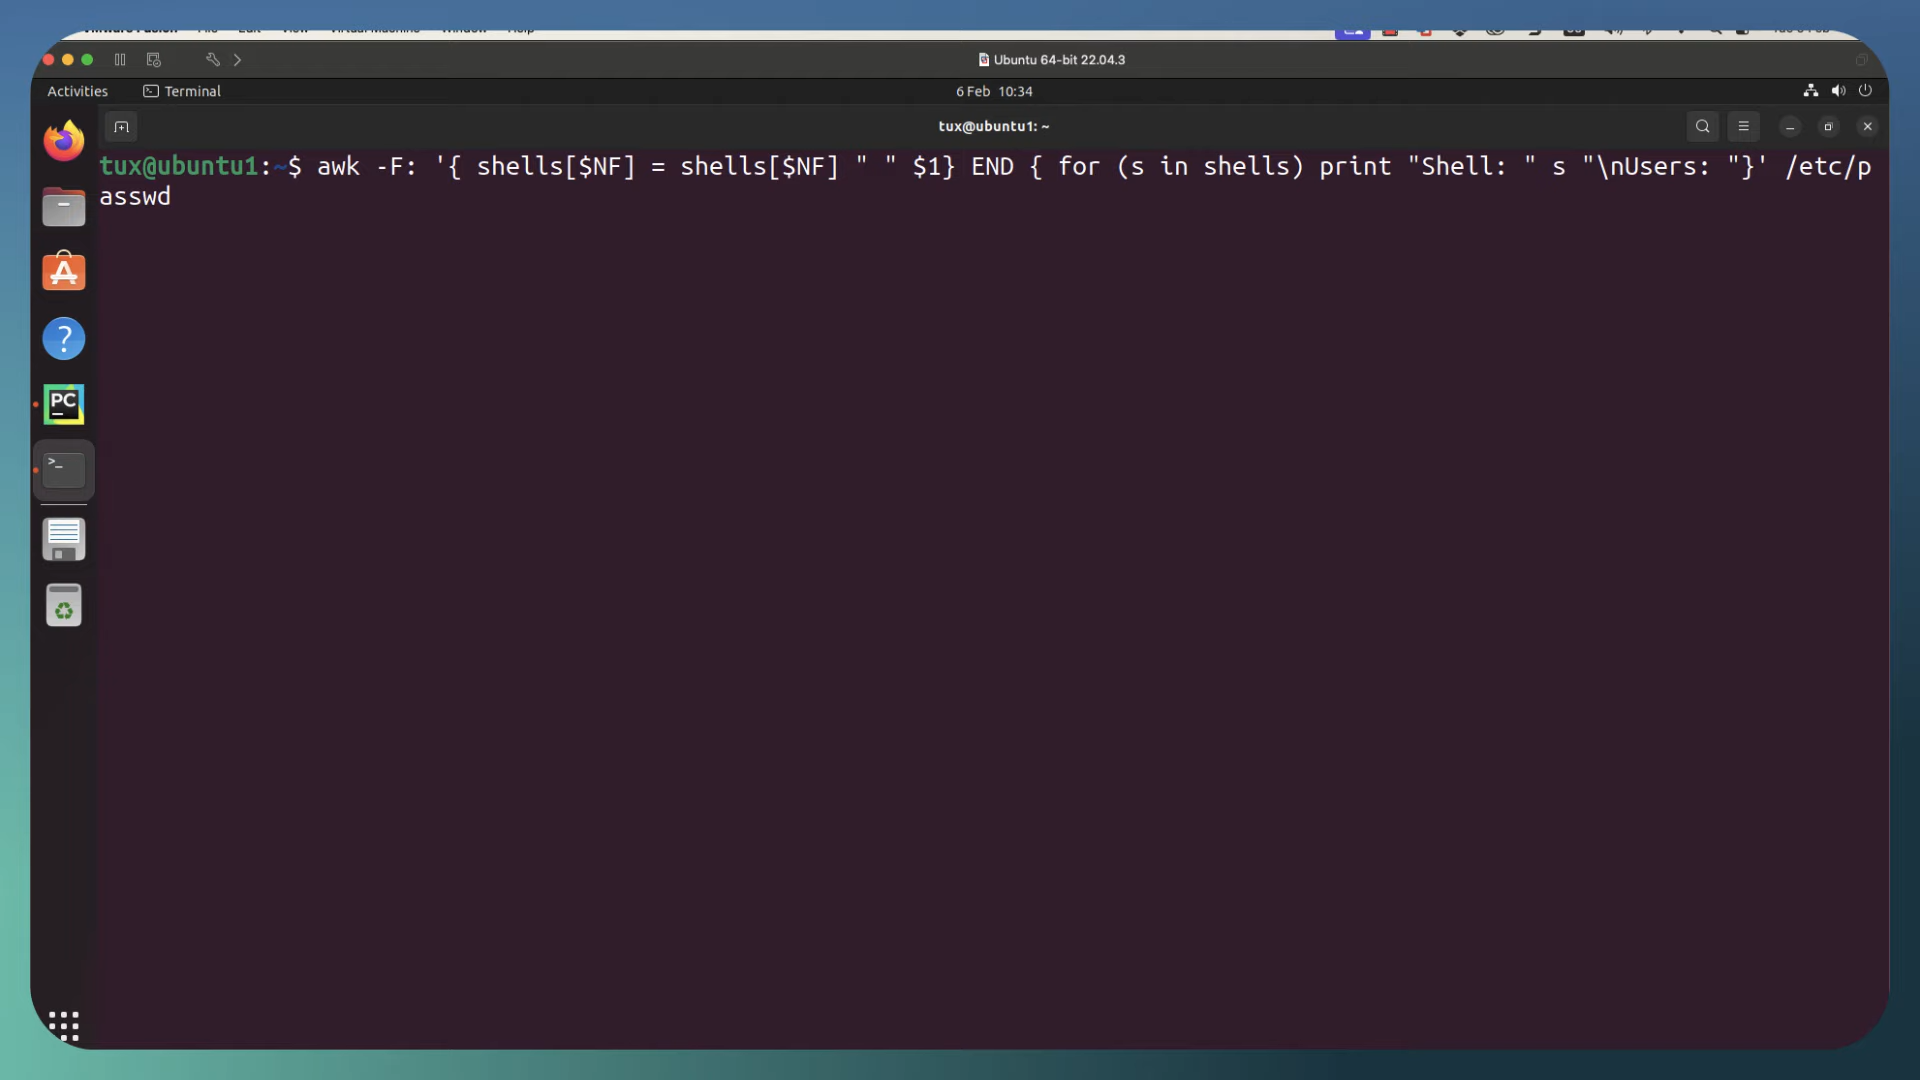 Ubuntu 64-bit 22.04.3
Activities
Terminal
6 Feb 10:34
tux@ubuntu1: ~
tux@ubuntu1:~$ awk -F: '{ shells[$NF] = shells[$NF] " " $1} END { for (s in shells) print "Shell: " s "\nUsers: "}' /etc/p
asswd
PC
>_